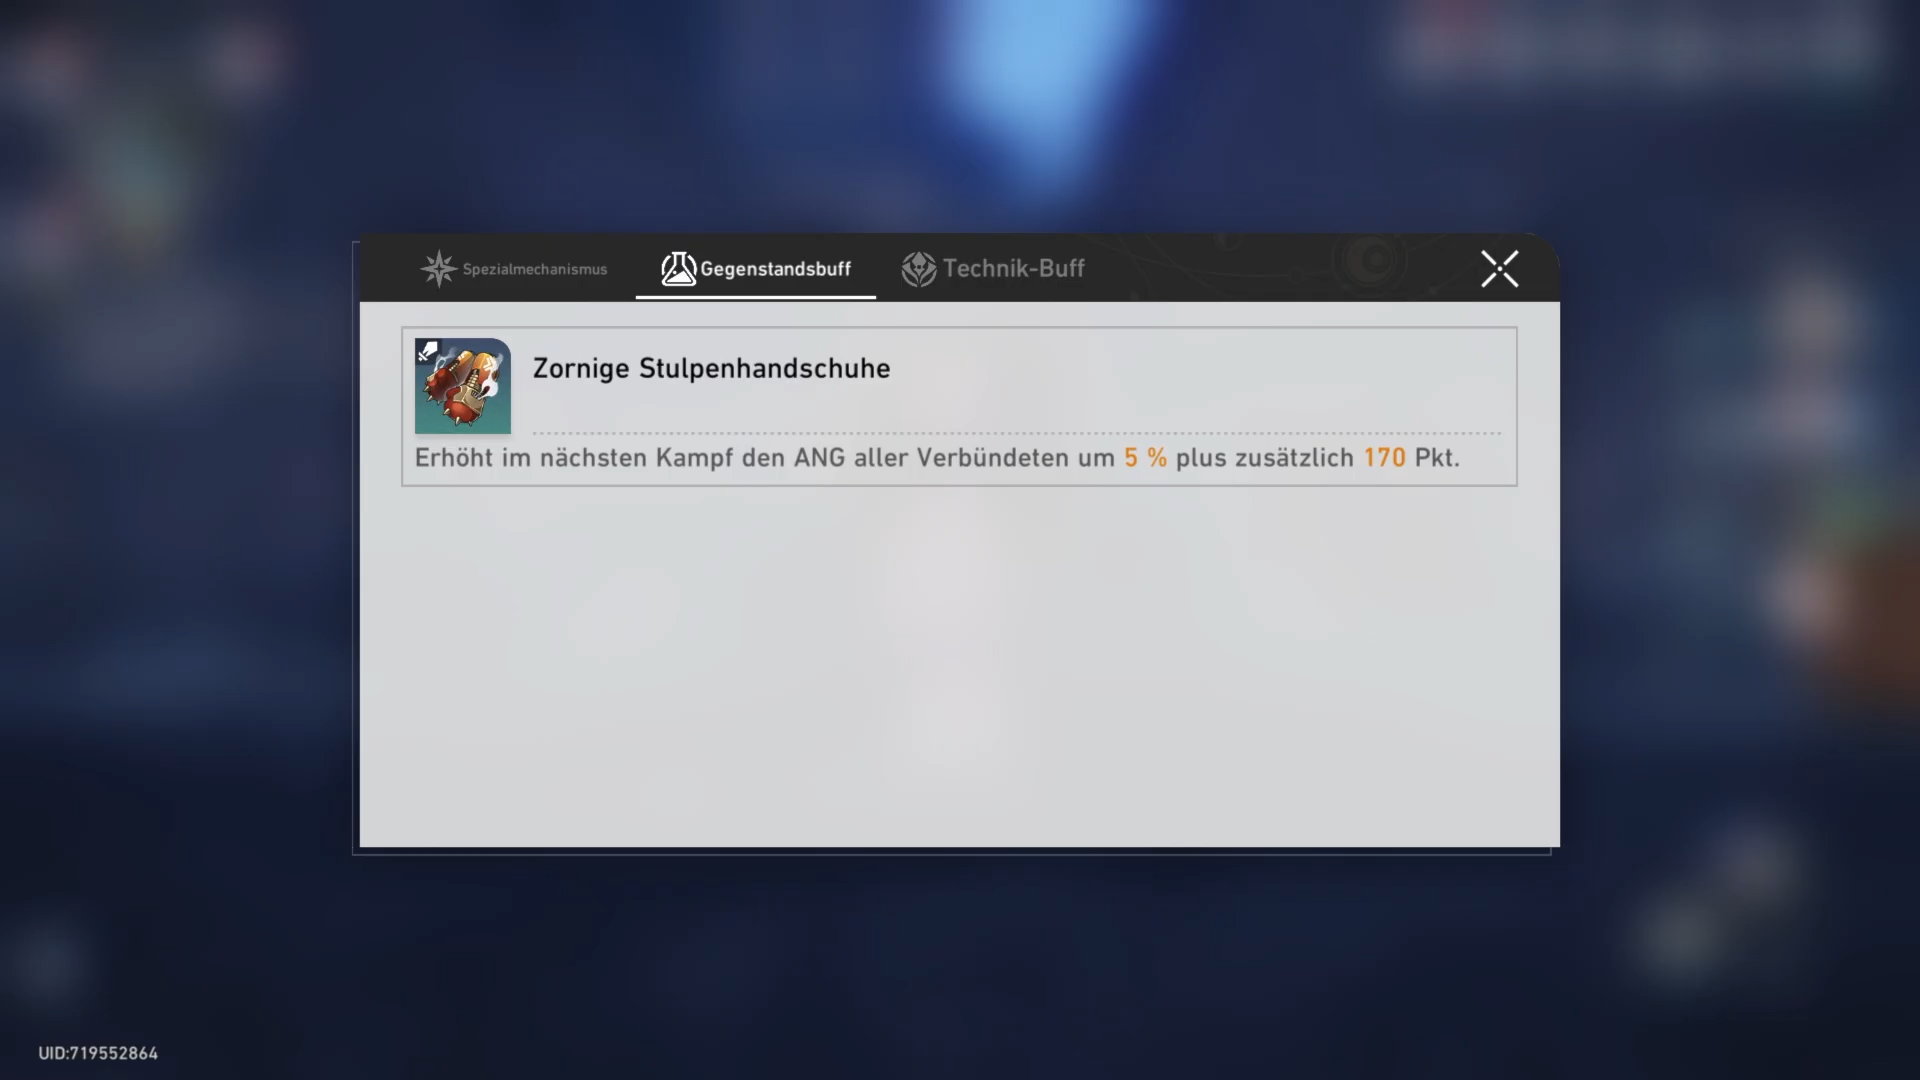 Spezialmechanismus
Gegenstandsbuff
Technik-Buff
Zornige Stulpenhandschuhe
Erhöht im nächsten Kampf den ANG aller Verbündeten um 5 % plus zusätzlich 170 Pkt.
UID:719552864